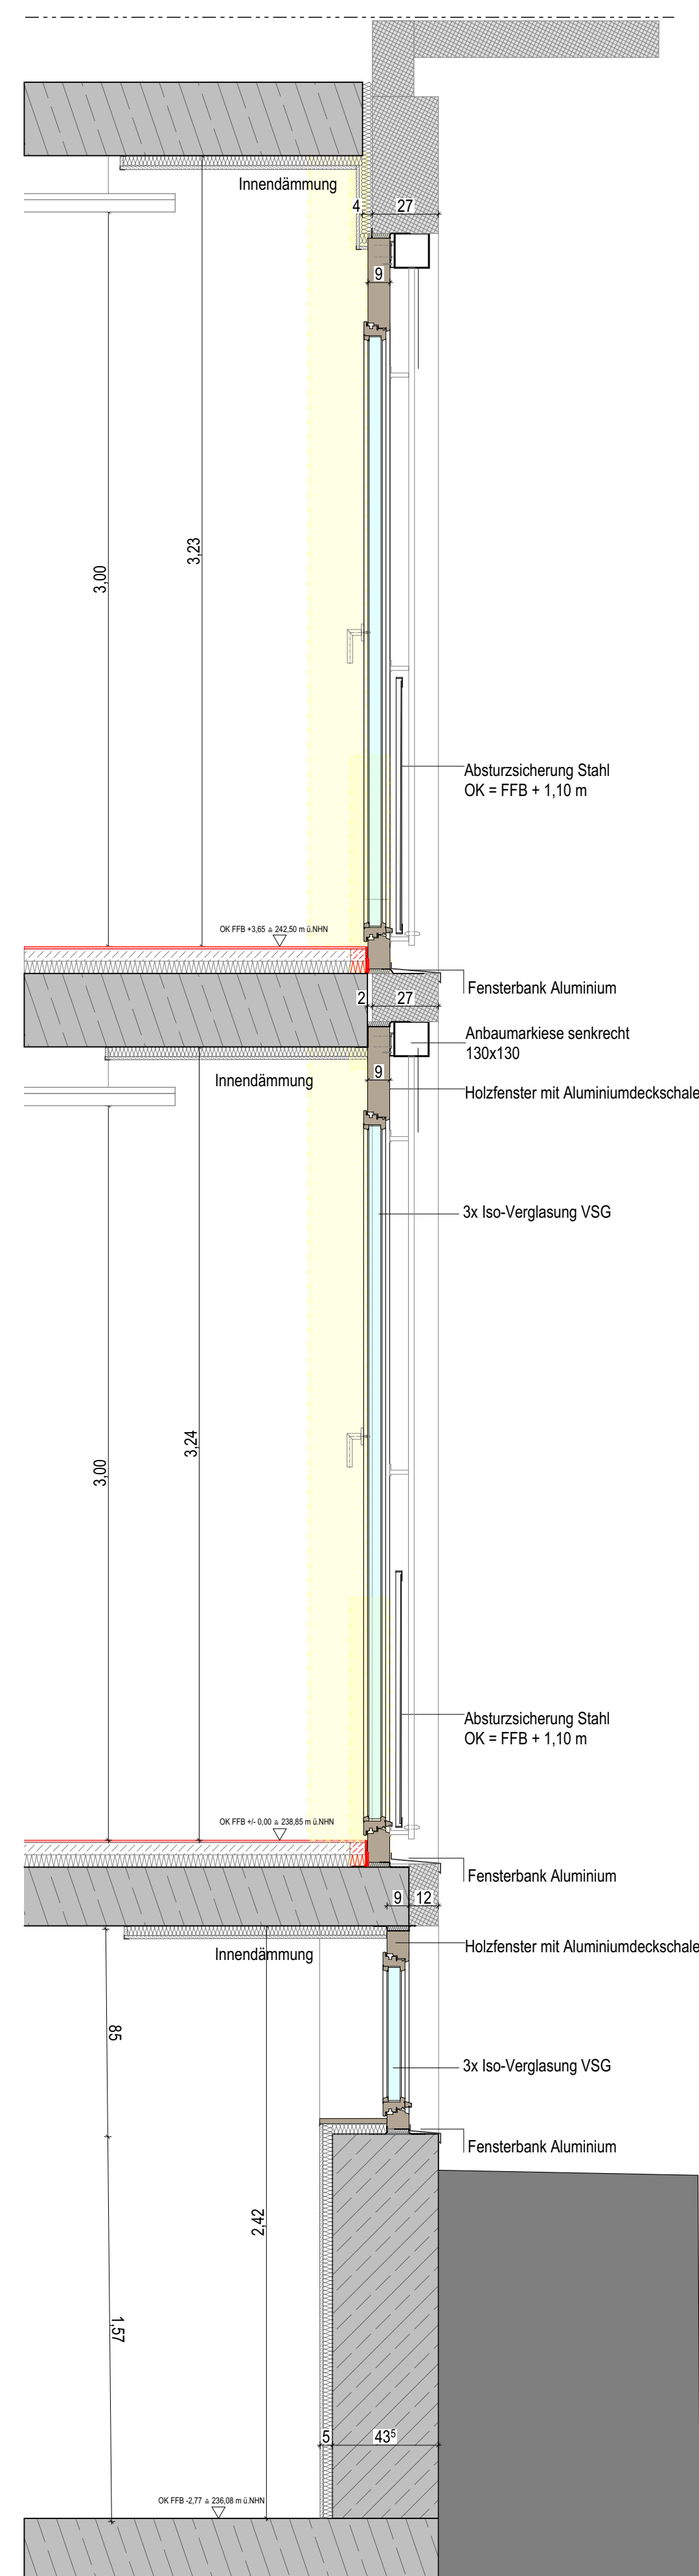 Innendämmung
4
27
9
3,23
3,00
Absturzsicherung Stahl
OK = FFB + 1,10 m
OK FFB +3,65 ≙ 242,50 m ü.NHN
Fensterbank Aluminium
2
27
Anbaumarkiese senkrecht
130x130
Innendämmung
9
Holzfenster mit Aluminiumdeckschale
3x Iso-Verglasung VSG
3,24
3,00
Absturzsicherung Stahl
OK = FFB + 1,10 m
OK FFB +/- 0,00 ≙ 238,85 m ü.NHN
Fensterbank Aluminium
9
12
Innendämmung
Holzfenster mit Aluminiumdeckschale
85
3x Iso-Verglasung VSG
Fensterbank Aluminium
2,42
1,57
5
43⁵
OK FFB -2,77 ≙ 236,08 m ü.NHN